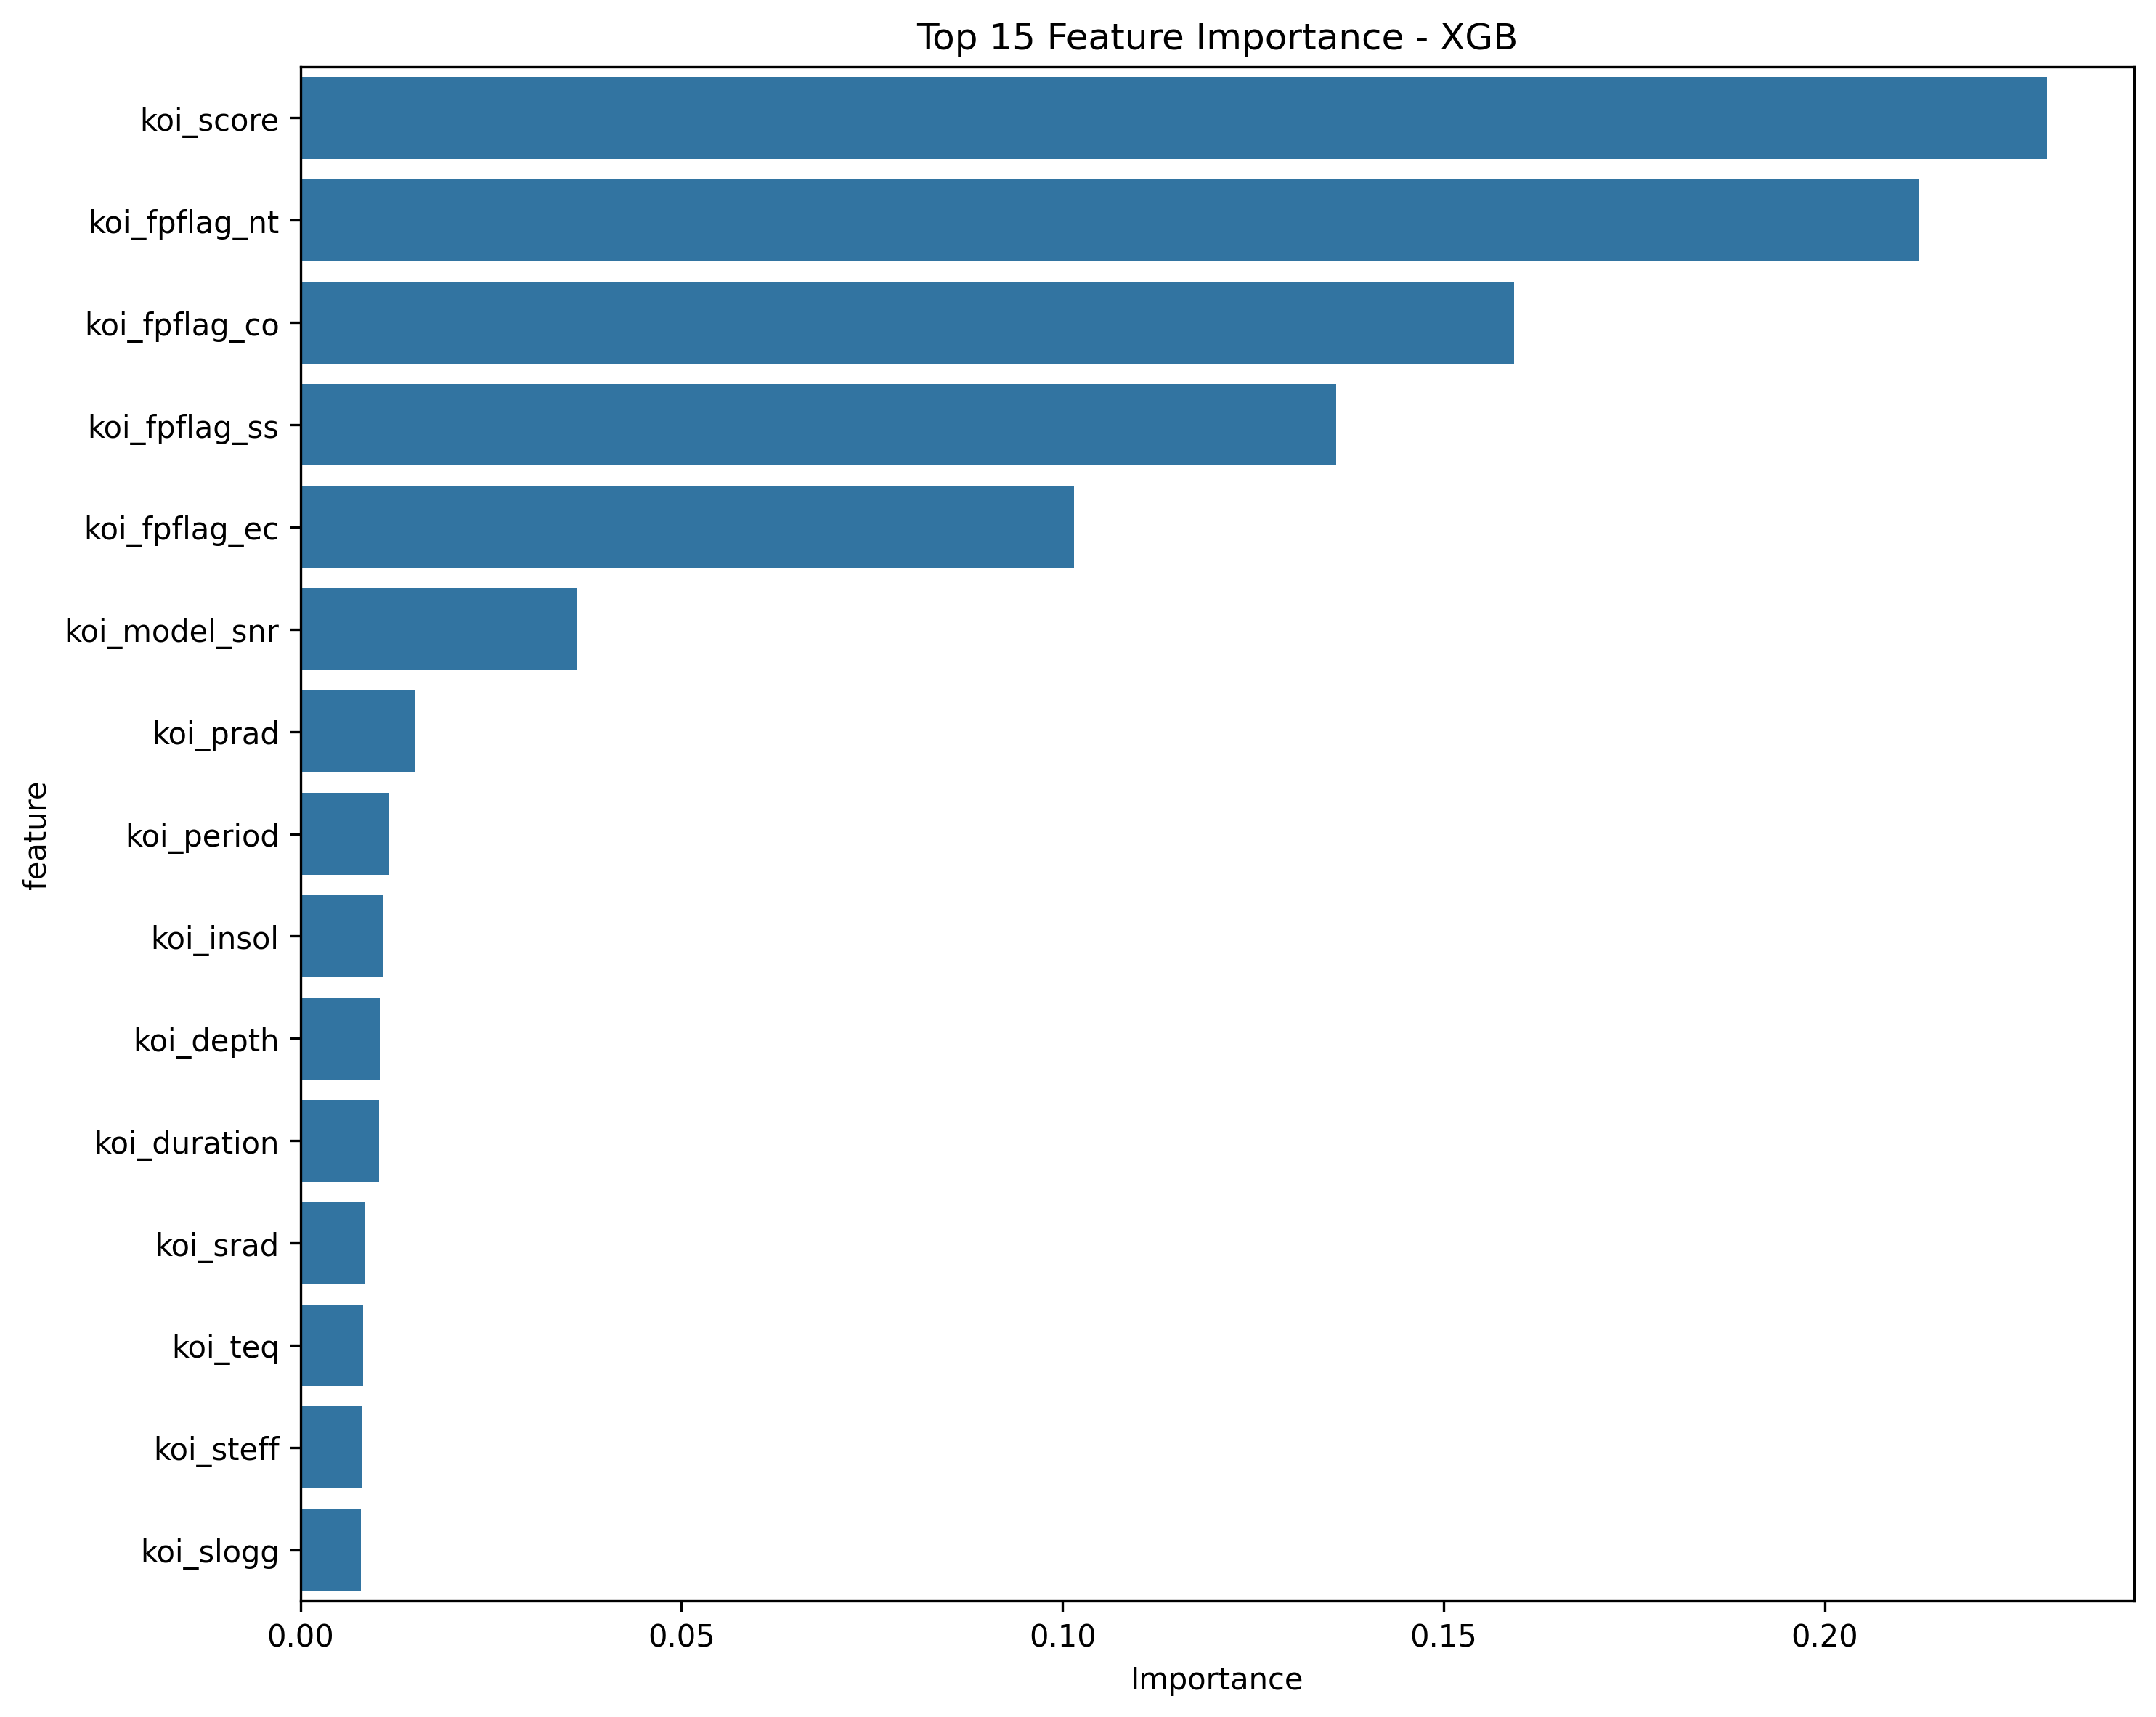 Top 15 Feature Importance - XGB
koi_score
koi_fpflag_nt
koi_fpflag_co
koi_fpflag_ss
koi_fpflag_ec
koi_model_snr
koi_prad
koi_period
koi_insol
koi_depth
koi_duration
koi_srad
koi_teq
koi_steff
koi_slogg
feature
0.00 0.05 0.10 0.15 0.20
Importance